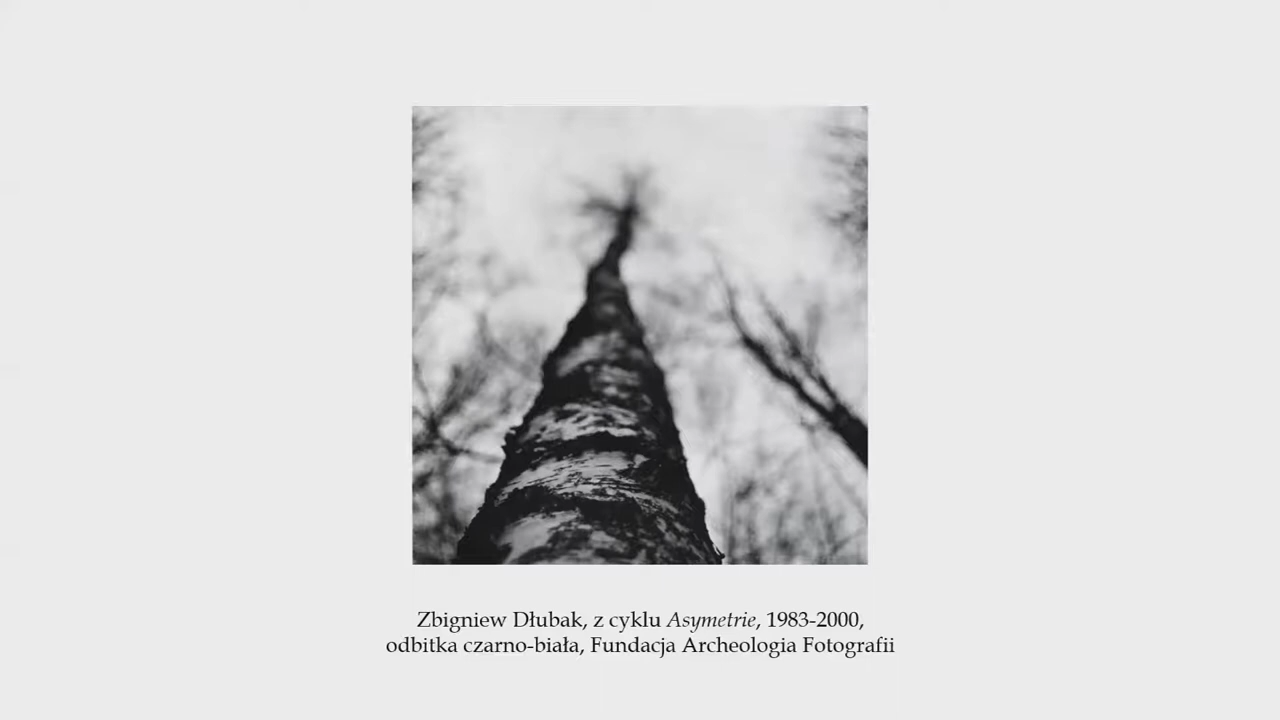 Zbigniew Dłubak, z cyklu Asymetrie, 1983-2000,
odbitka czarno-biała, Fundacja Archeologia Fotografii